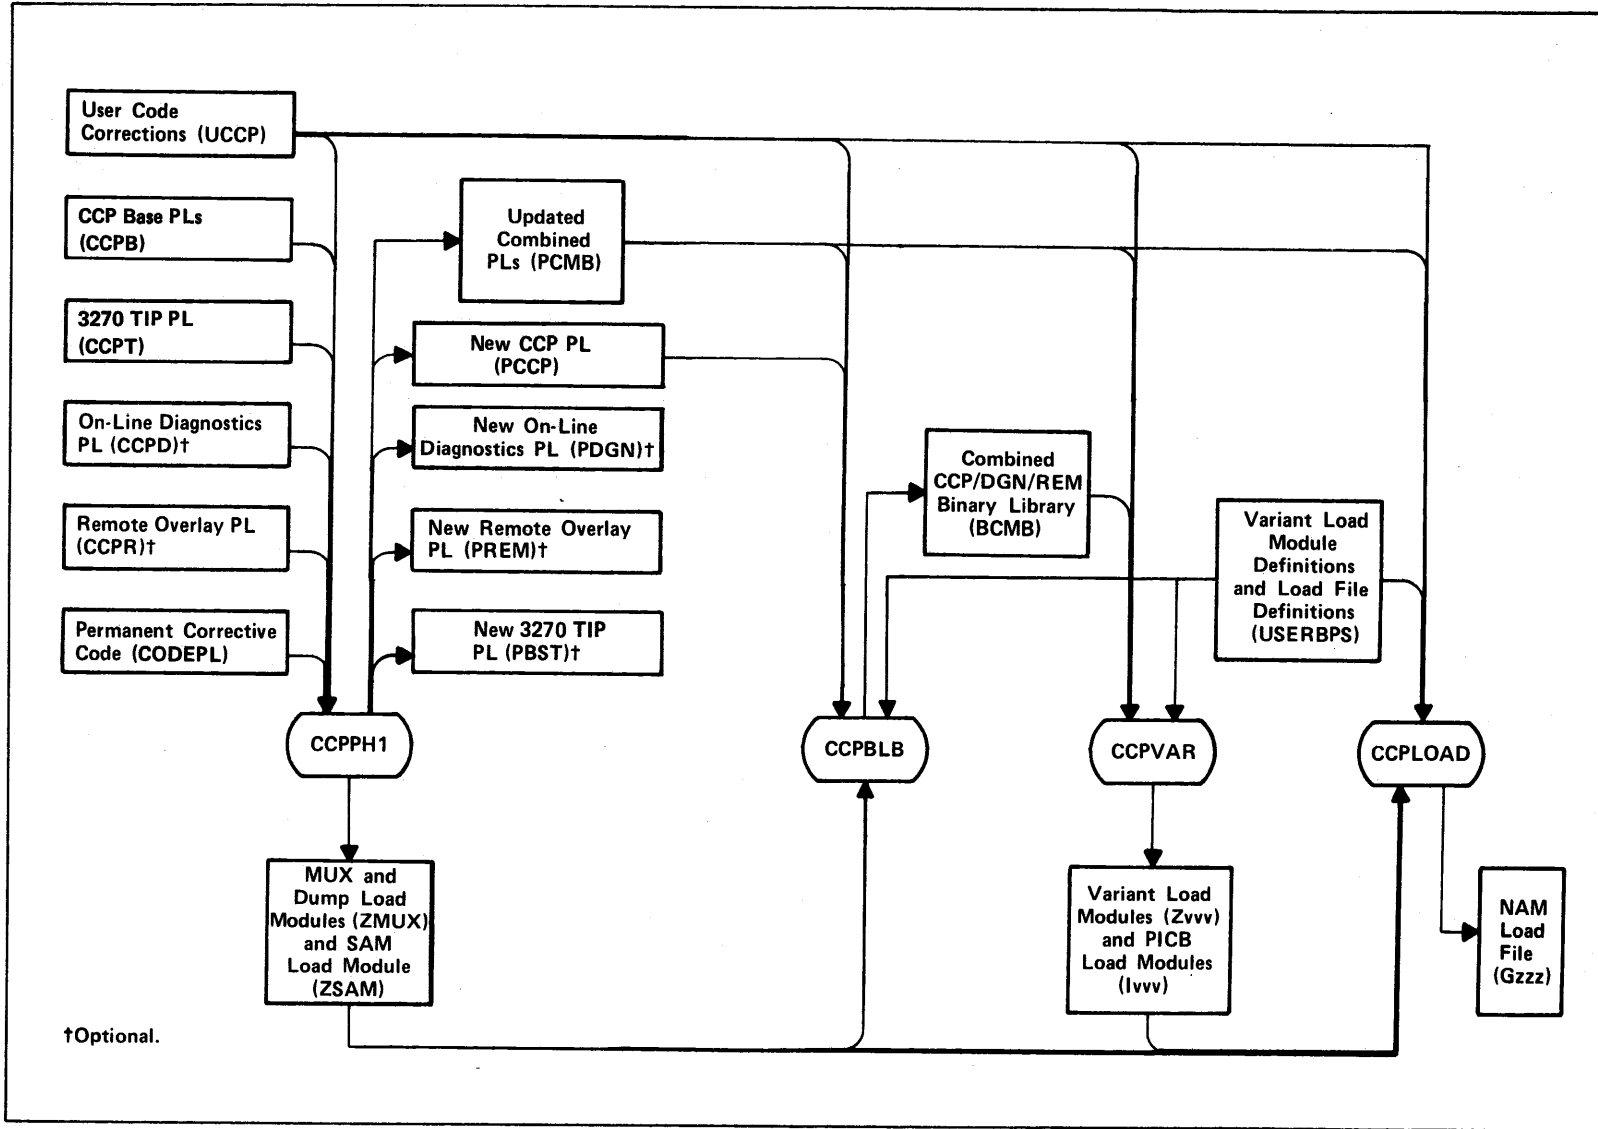 User Code
Corrections (UCCP)
CCP Base PLs
(CCPB)
3270 TIP PL
(CCPT)
On-Line Diagnostics
PL (CCPD)†
Remote Overlay PL
(CCPR)†
Permanent Corrective
Code (CODEPL)
Updated
Combined
PLs (PCMB)
New CCP PL
(PCCP)
New On-Line
Diagnostics PL (PDGN)†
New Remote Overlay
PL (PREM)†
New 3270 TIP
PL (PBST)†
Combined
CCP/DGN/REM
Binary Library
(BCMB)
Variant Load
Module
Definitions
and Load File
Definitions
(USERBPS)
CCPPH1
CCPBLB
CCPVAR
CCPLOAD
MUX and
Dump Load
Modules (ZMUX)
and SAM
Load Module
(ZSAM)
Variant Load
Modules (Zvvv)
and PICB
Load Modules
(Ivvv)
NAM
Load
File
(Gzzz)
†Optional.